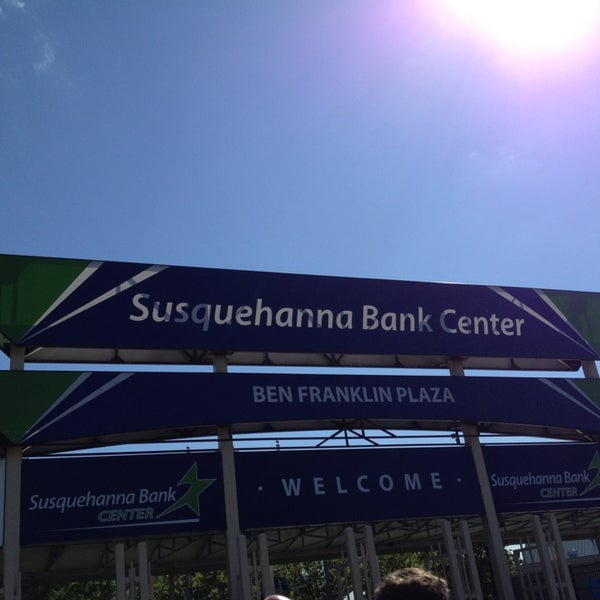 Susquehanna Bank Center
BEN FRANKLIN PLAZA
Susquehanna Bank
CENTER
· WELCOME ·
Susquehanna Bank
CENTER